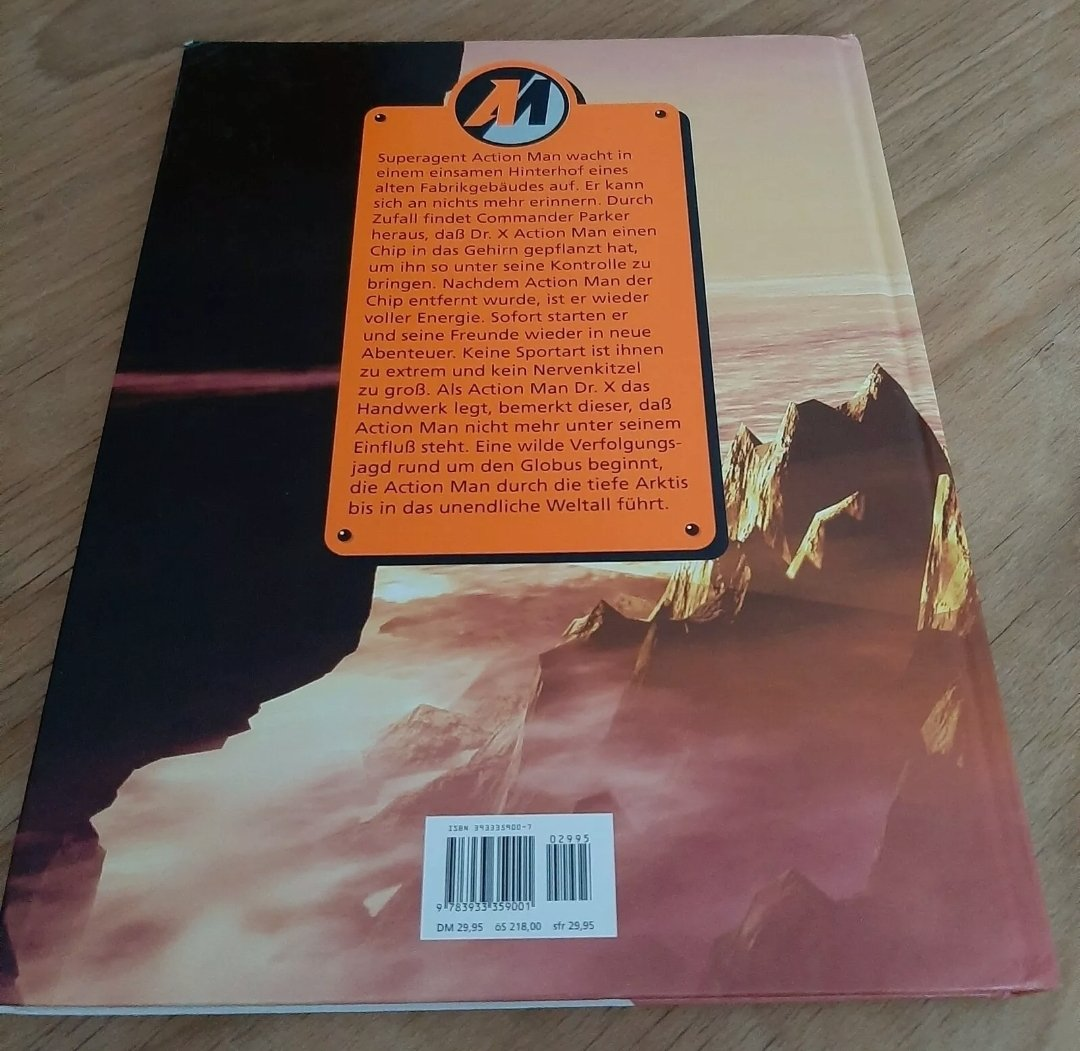 AM
Superagent Action Man wacht in
einem einsamen Hinterhof eines
alten Fabrikgebäudes auf. Er kann
sich an nichts mehr erinnern. Durch
Zufall findet Commander Parker
heraus, daß Dr. X Action Man einen
Chip in das Gehirn gepflanzt hat,
um ihn so unter seine Kontrolle zu
bringen. Nachdem Action Man der
Chip entfernt wurde, ist er wieder
voller Energie. Sofort starten er
und seine Freunde wieder in neue
Abenteuer. Keine Sportart ist ihnen
zu extrem und kein Nervenkitzel
zu groß. Als Action Man Dr. X das
Handwerk legt, bemerkt dieser, daß
Action Man nicht mehr unter seinem
Einfluß steht. Eine wilde Verfolgungs-
jagd rund um den Globus beginnt,
die Action Man durch die tiefe Arktis
bis in das unendliche Weltall führt.
ISBN 393335900-7
02995
9 783933 359001
DM 29,95 öS 218,00 sfr 29,95